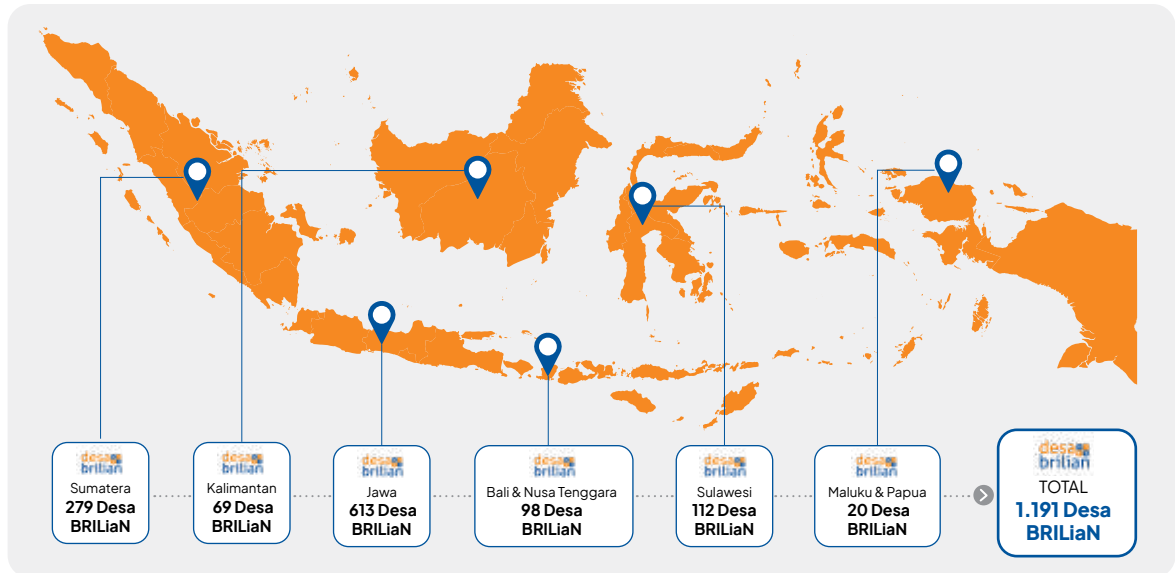 desa
brilian
Sumatera
279 Desa
BRILiaN
desa
brilian
Kalimantan
69 Desa
BRILiaN
desa
brilian
Jawa
613 Desa
BRILiaN
desa
brilian
Bali & Nusa Tenggara
98 Desa
BRILiaN
desa
brilian
Sulawesi
112 Desa
BRILiaN
desa
brilian
Maluku & Papua
20 Desa
BRILiaN
desa
brilian
TOTAL
1.191 Desa
BRILiaN